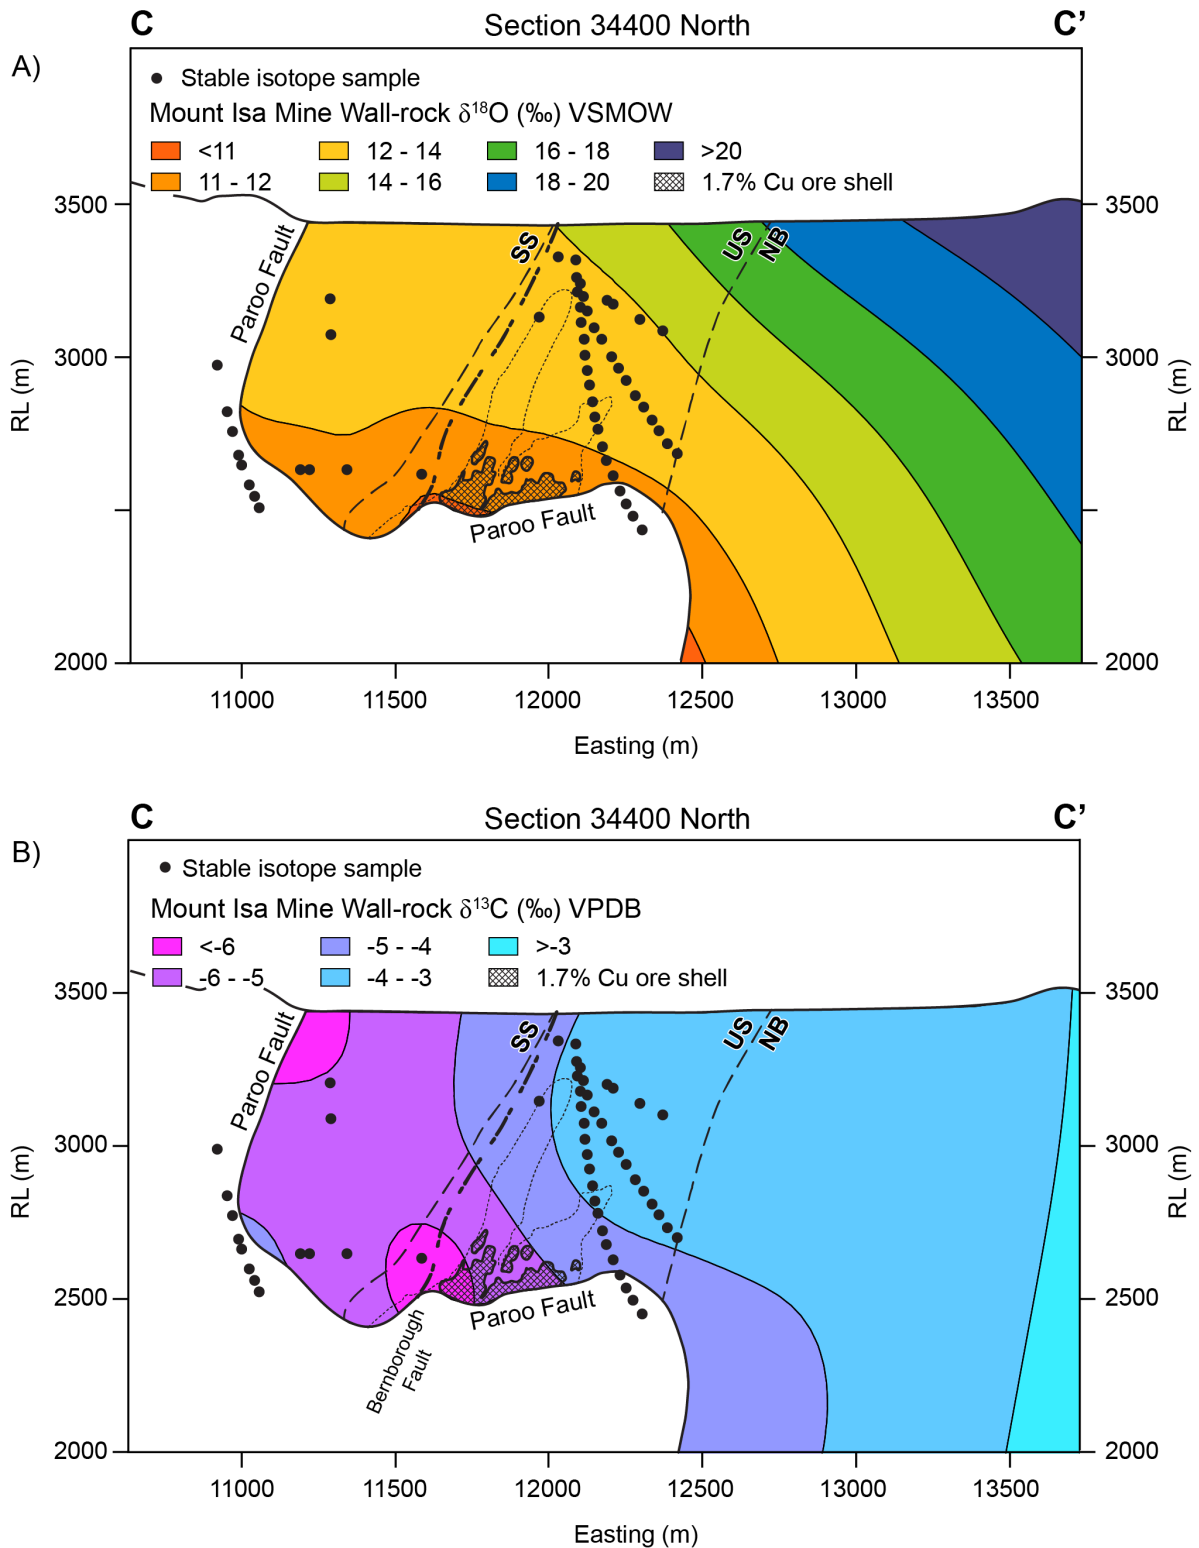 C Section 34400 North C’
A)
Stable isotope sample
Mount Isa Mine Wall-rock δ18O (‰) VSMOW
<11 12 - 14 16 - 18 >20
11 - 12 14 - 16 18 - 20 1.7% Cu ore shell
3500 3500
Paroo Fault SS US NB
3000 3000
RL (m) RL (m)
Paroo Fault
2000 2000
11000 11500 12000 12500 13000 13500
Easting (m)
C Section 34400 North C’
B)
Stable isotope sample
Mount Isa Mine Wall-rock δ13C (‰) VPDB
<-6 -5 - -4 >-3
-6 - -5 -4 - -3 1.7% Cu ore shell
3500 3500
Paroo Fault SS US NB
3000 3000
RL (m) RL (m)
2500 2500
Paroo Fault
Bernborough
Fault
2000 2000
11000 11500 12000 12500 13000 13500
Easting (m)